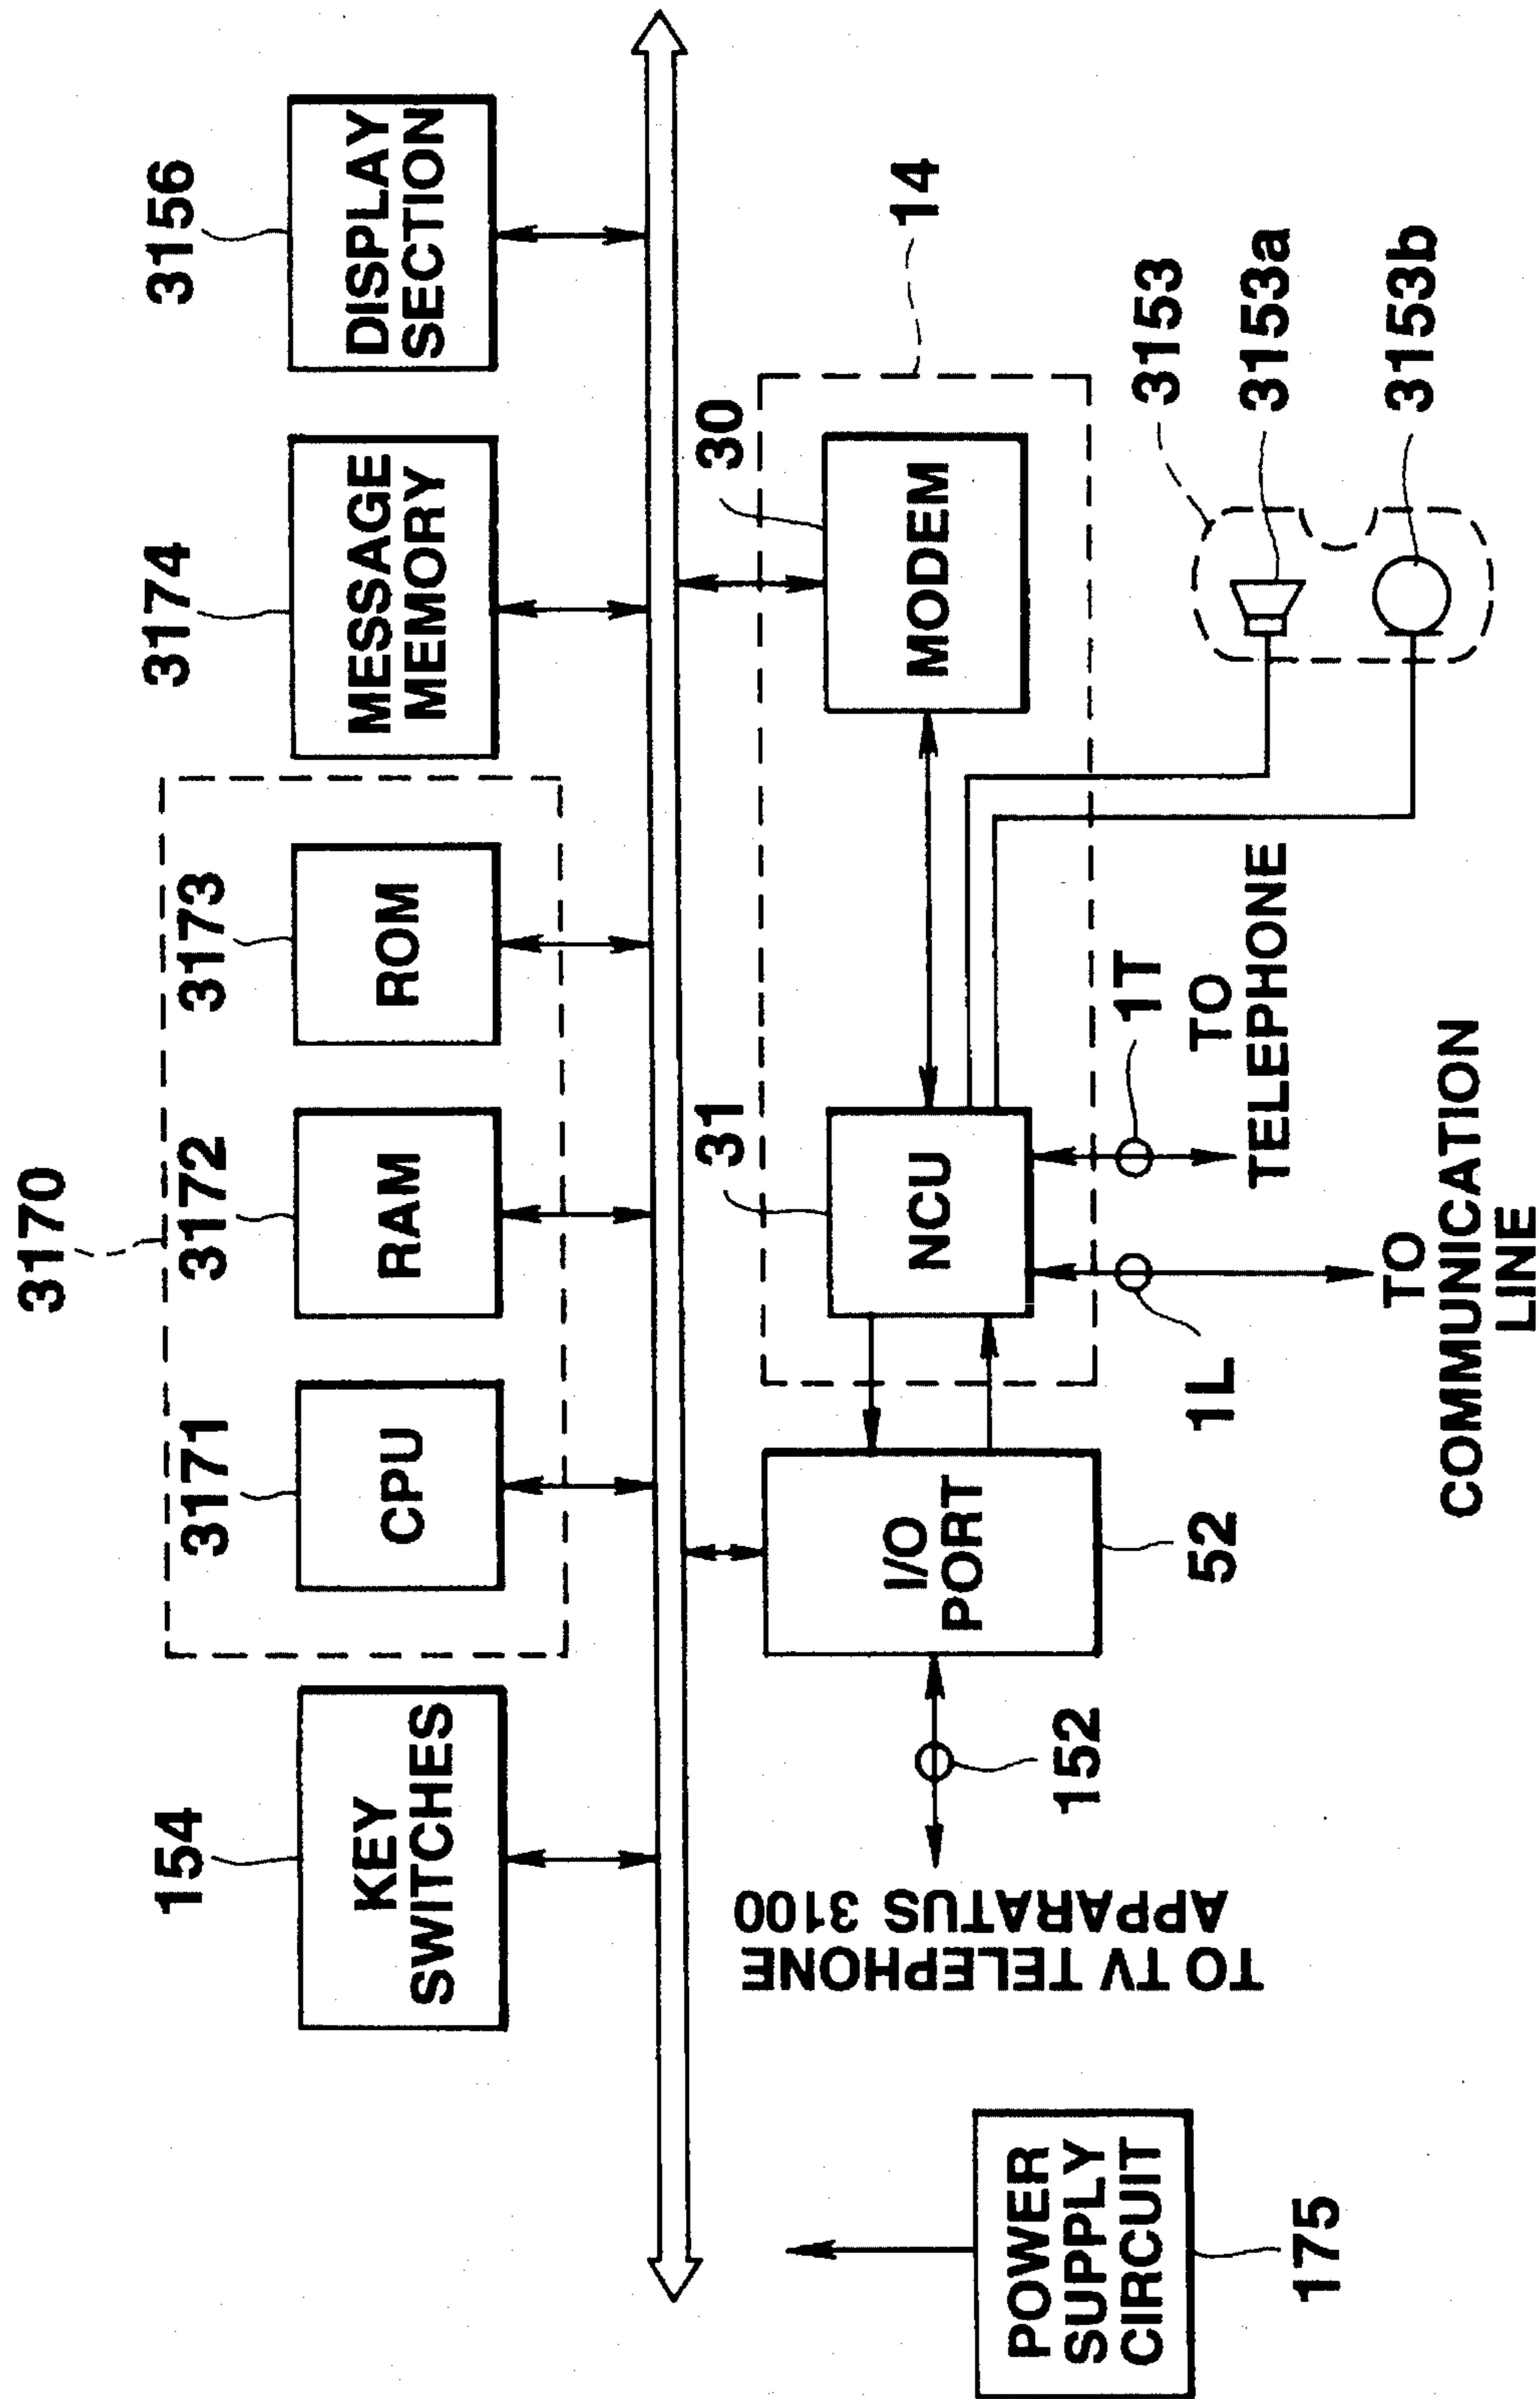 3170
154
3171
3172
3173
3174
3156
KEY
SWITCHES
CPU
RAM
ROM
MESSAGE
MEMORY
DISPLAY
SECTION
31
30
14
TO TV TELEPHONE
APPARATUS 3100
152
I/O
PORT
52
NCU
MODEM
1L
1T
TO
TELEPHONE
TO
COMMUNICATION
LINE
3153
3153a
3153b
POWER
SUPPLY
CIRCUIT
175